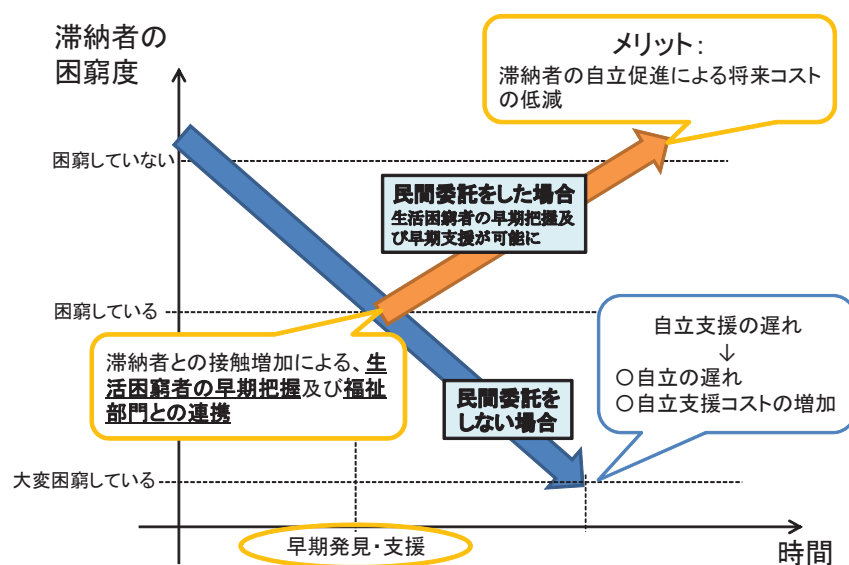 滞納者の
困窮度
メリット：
滞納者の自立促進による将来コスト
の低減
困窮していない
民間委託をした場合
生活困窮者の早期把握及
び早期支援が可能に
困窮している
滞納者との接触増加による、生
活困窮者の早期把握及び福祉
部門との連携
自立支援の遅れ
↓
○自立の遅れ
○自立支援コストの増加
民間委託を
しない場合
大変困窮している
早期発見・支援
時間